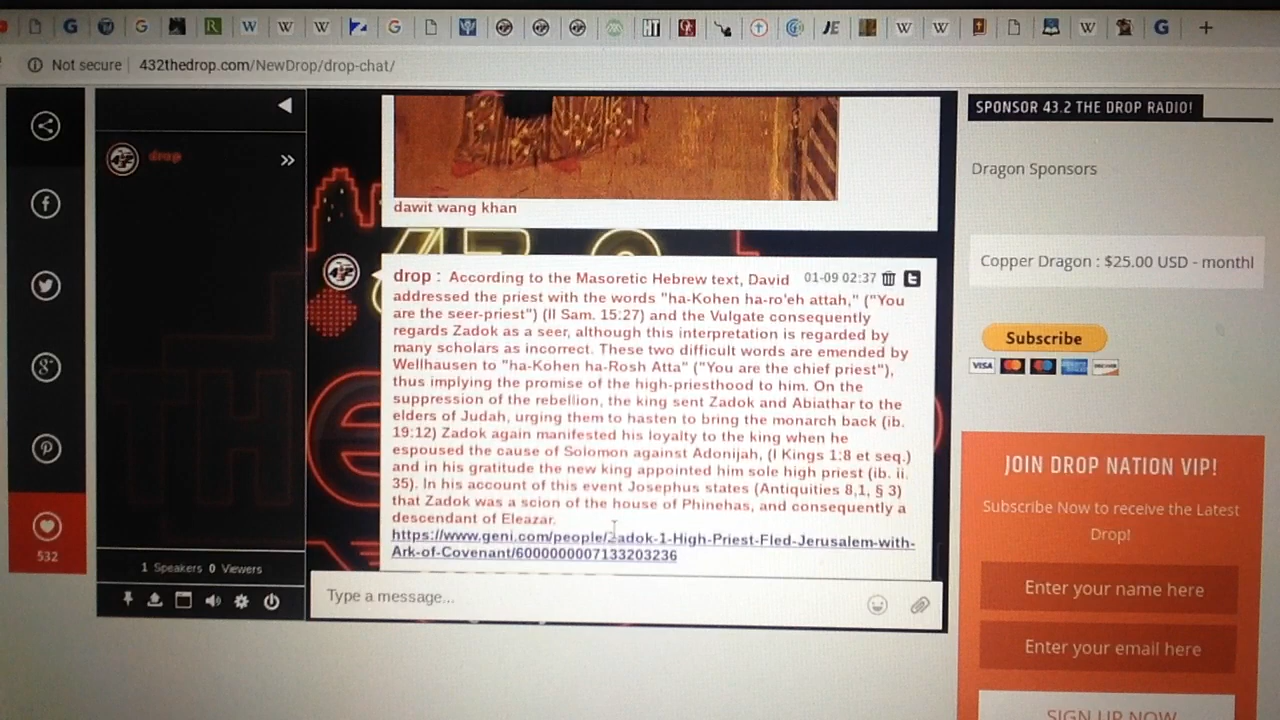 Not secure | 432thedrop.com/NewDrop/drop-chat/
532
drop
1 Speakers 0 Viewers
dawit wang khan
drop : According to the Masoretic Hebrew text, David 01-09 02:37
addressed the priest with the words "ha-Kohen ha-ro'eh attah," ("You
are the seer-priest") (II Sam. 15:27) and the Vulgate consequently
regards Zadok as a seer, although this interpretation is regarded by
many scholars as incorrect. These two difficult words are emended by
Wellhausen to "ha-Kohen ha-Rosh Atta" ("You are the chief priest"),
thus implying the promise of the high-priesthood to him. On the
suppression of the rebellion, the king sent Zadok and Abiathar to the
elders of Judah, urging them to hasten to bring the monarch back (ib.
19:12) Zadok again manifested his loyalty to the king when he
espoused the cause of Solomon against Adonijah, (I Kings 1:8 et seq.)
and in his gratitude the new king appointed him sole high priest (ib. ii.
35). In his account of this event Josephus states (Antiquities 8,1, § 3)
that Zadok was a scion of the house of Phinehas, and consequently a
descendant of Eleazar.
https://www.geni.com/people/Zadok-1-High-Priest-Fled-Jerusalem-with-
Ark-of-Covenant/6000000007133203236
Type a message...
SPONSOR 43.2 THE DROP RADIO!
Dragon Sponsors
Copper Dragon : $25.00 USD - monthl
Subscribe
VISA
JOIN DROP NATION VIP!
Subscribe Now to receive the Latest
Drop!
Enter your name here
Enter your email here
SIGN UP NOW